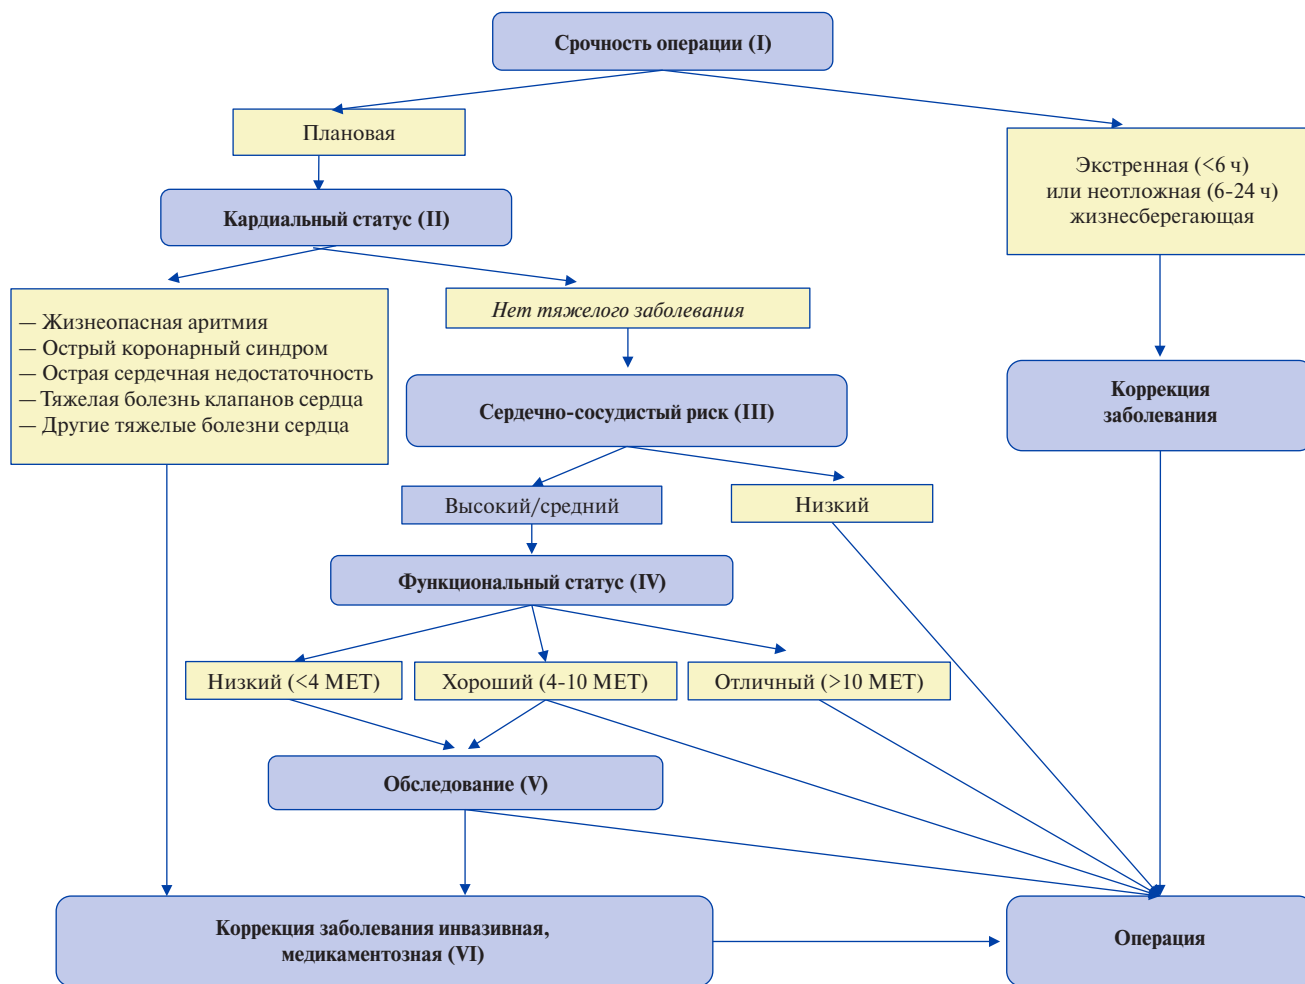 Срочность операции (I)
Плановая
Экстренная (<6 ч)
или неотложная (6-24 ч)
жизнесберегающая
Кардиальный статус (II)
— Жизнеопасная аритмия
— Острый коронарный синдром
— Острая сердечная недостаточность
— Тяжелая болезнь клапанов сердца
— Другие тяжелые болезни сердца
Нет тяжелого заболевания
Сердечно-сосудистый риск (III)
Коррекция
заболевания
Высокий/средний
Низкий
Функциональный статус (IV)
Низкий (<4 МЕТ)
Хороший (4-10 МЕТ)
Отличный (>10 МЕТ)
Обследование (V)
Коррекция заболевания инвазивная,
медикаментозная (VI)
Операция